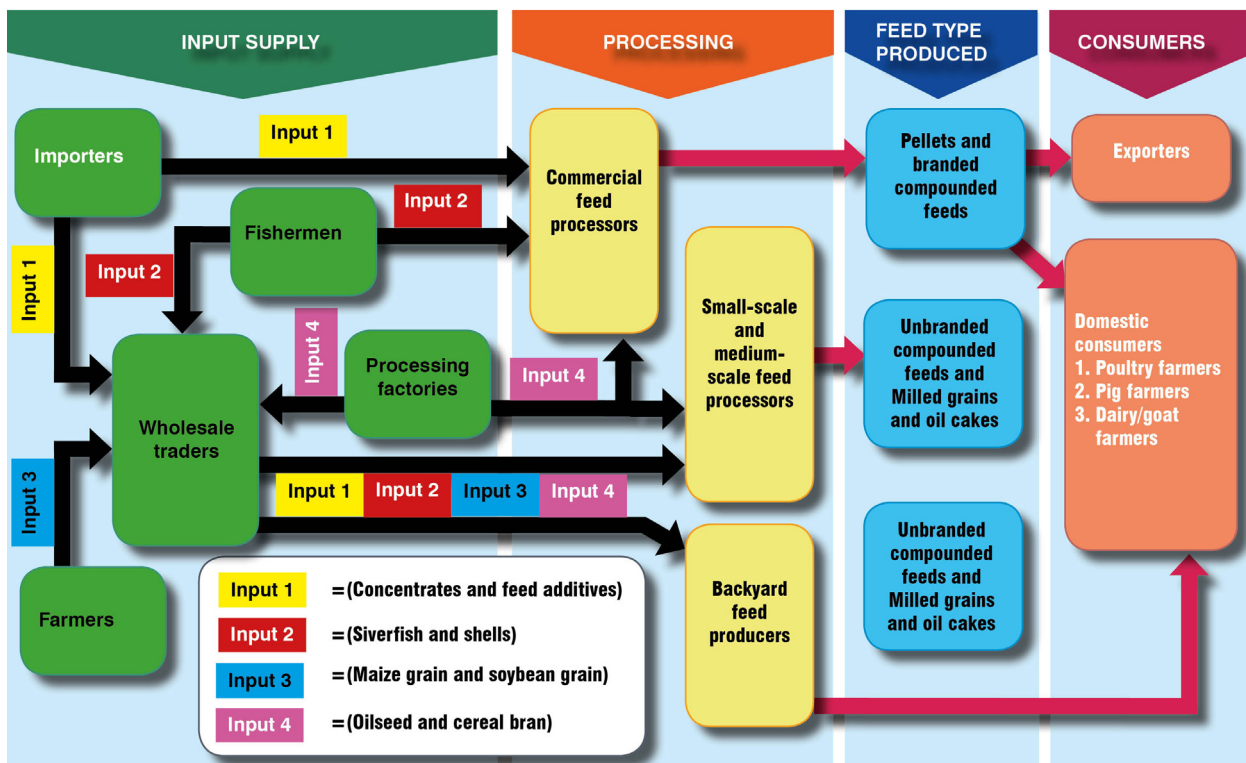 INPUT SUPPLY
PROCESSING
FEED TYPE
PRODUCED
CONSUMERS
Importers
Input 1
Commercial
feed
processors
Pellets and
branded
compounded
feeds
Exporters
Fishermen
Input 2
Input 1
Input 2
Input 4
Processing
factories
Input 4
Small-scale
and
medium-
scale feed
processors
Unbranded
compounded
feeds and
Milled grains
and oil cakes
Domestic
consumers
1. Poultry farmers
2. Pig farmers
3. Dairy/goat
farmers
Wholesale
traders
Input 3
Input 1
Input 2
Input 3
Input 4
Farmers
Backyard
feed
producers
Unbranded
compounded
feeds and
Milled grains
and oil cakes
Input 1 =(Concentrates and feed additives)
Input 2 =(Siverfish and shells)
Input 3 =(Maize grain and soybean grain)
Input 4 =(Oilseed and cereal bran)